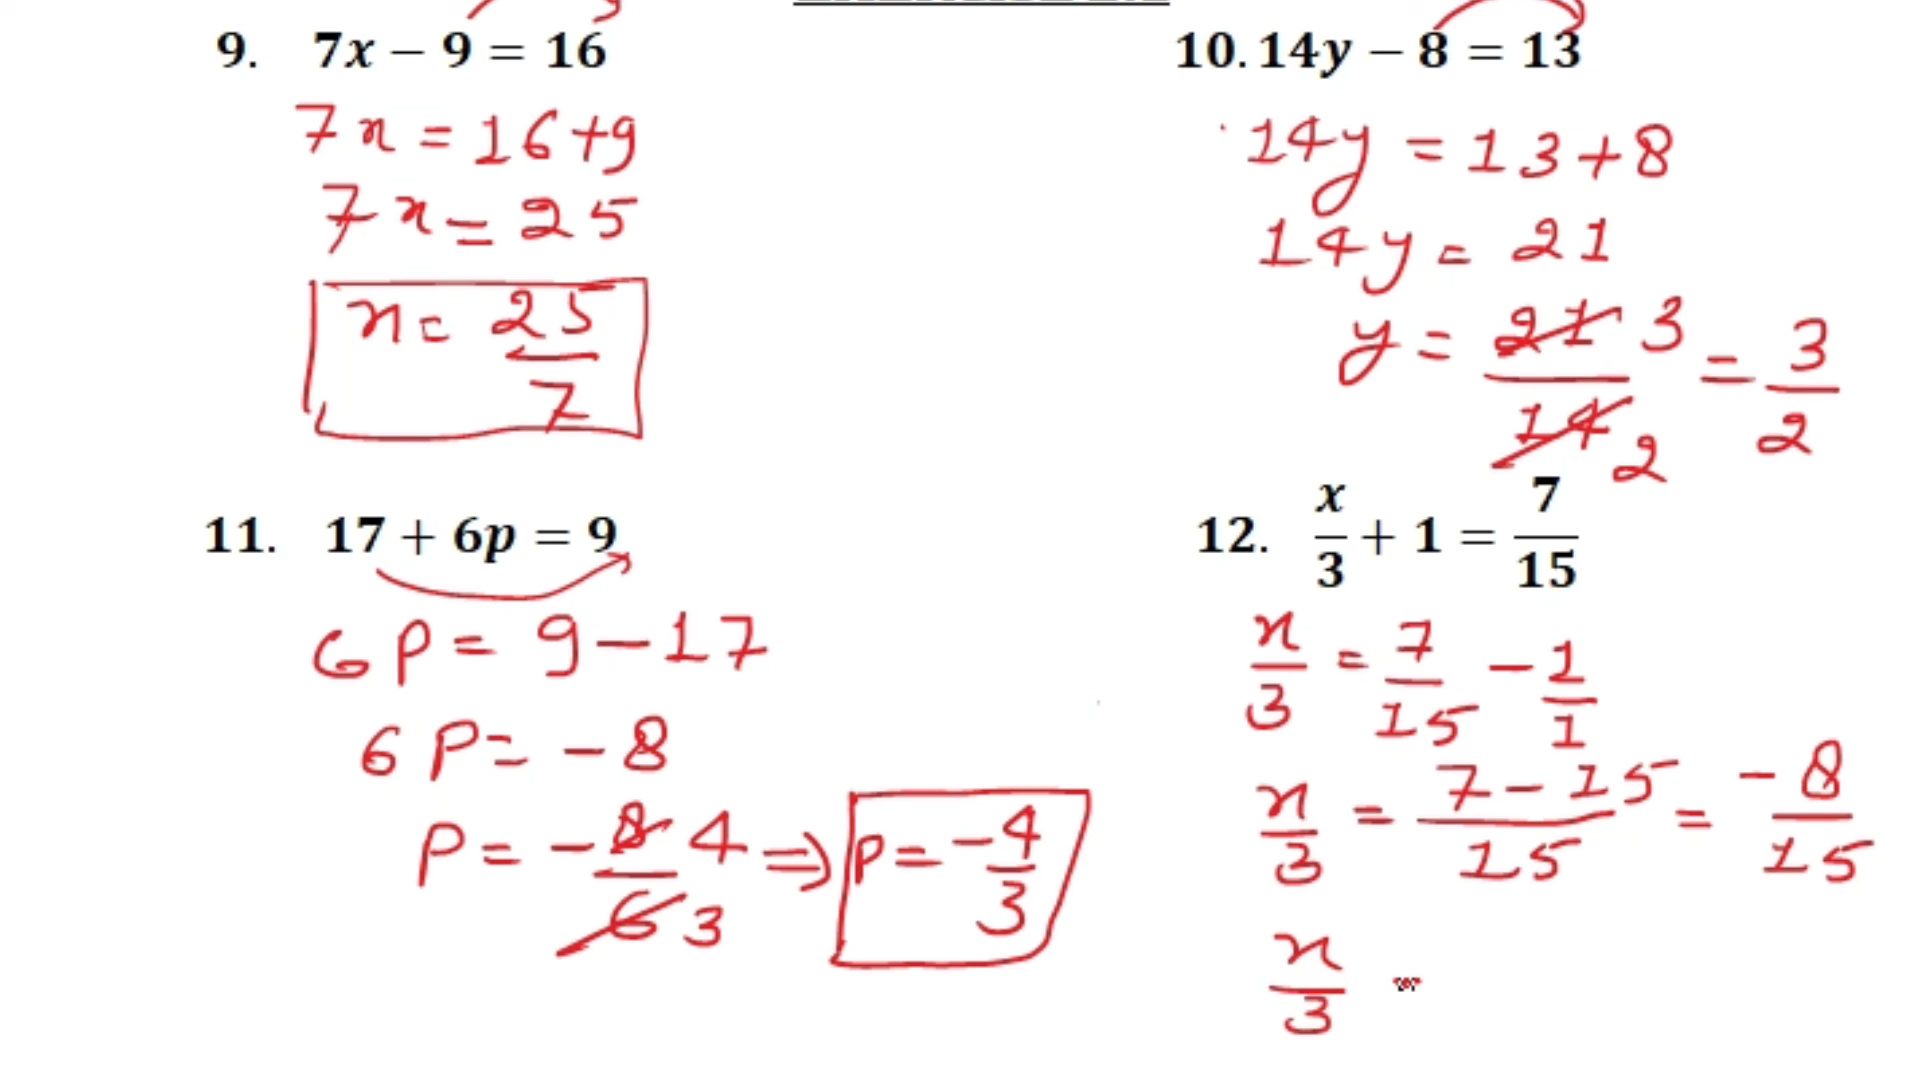 9. 7x − 9 = 16
7x = 16+9
7x = 25
x = 25/7
10. 14y − 8 = 13
14y = 13+8
14y = 21
y = 21/14 3/2 = 3/2
11. 17 + 6p = 9
6P = 9−17
6P = −8
P = −8/6 4/3 ⇒ P = −4/3
12. x/3 + 1 = 7/15
x/3 = 7/15 − 1/1
x/3 = 7−15/15 = −8/15
x/3